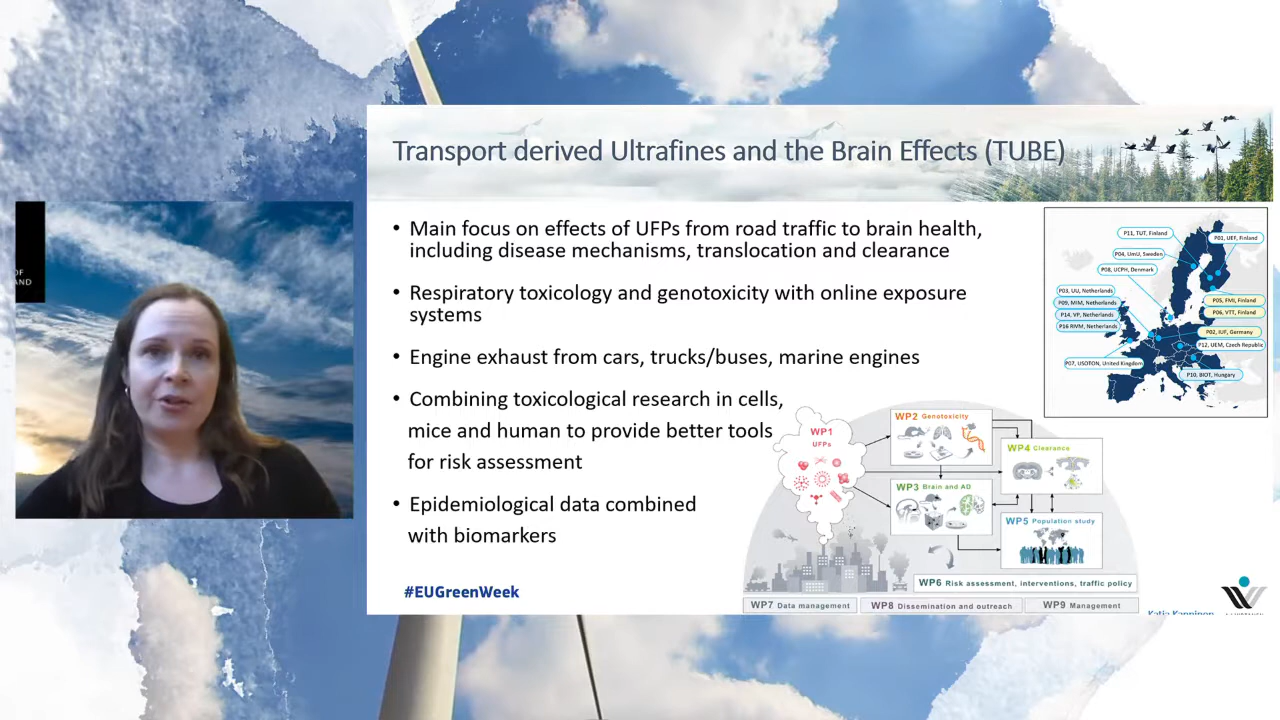 OF
AND
Transport derived Ultrafines and the Brain Effects (TUBE)
• Main focus on effects of UFPs from road traffic to brain health,
including disease mechanisms, translocation and clearance
• Respiratory toxicology and genotoxicity with online exposure
systems
• Engine exhaust from cars, trucks/buses, marine engines
• Combining toxicological research in cells,
mice and human to provide better tools
for risk assessment
• Epidemiological data combined
with biomarkers
#EUGreenWeek
P11, TUT, Finland
P01, UEF, Finland
P04, UmU, Sweden
P08, UCPH, Denmark
P03, UU, Netherlands
P09, MIM, Netherlands
P14, VP, Netherlands
P16 RIVM, Netherlands
P05, FMI, Finland
P06, VTT, Finland
P02, IUF, Germany
P12, UEM, Czech Republic
P07, USOTON, United Kingdom
P10, BIOT, Hungary
WP1
UFPs
WP2 Genotoxicity
WP4 Clearance
WP3 Brain and AD
WP5 Population study
WP6 Risk assessment, interventions, traffic policy
WP7 Data management
WP8 Dissemination and outreach
WP9 Management